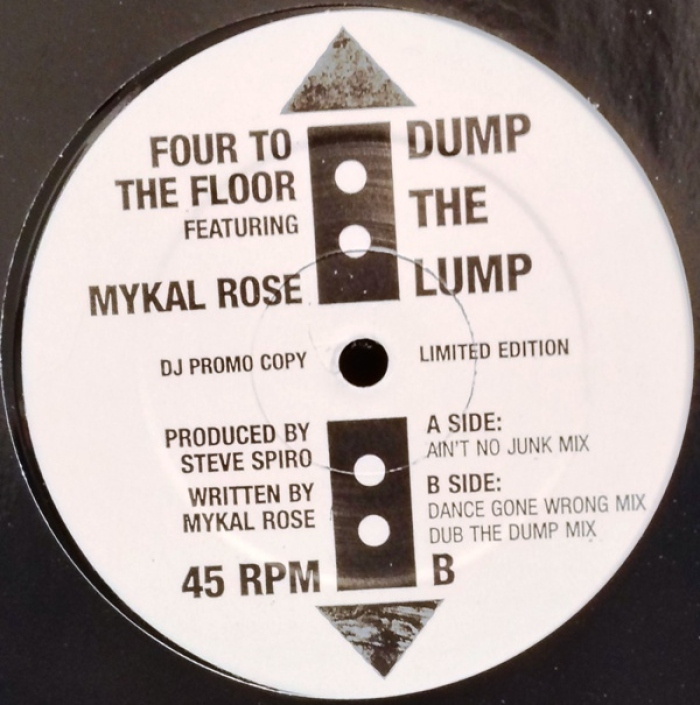 FOUR TO
THE FLOOR
FEATURING
MYKAL ROSE
DUMP
THE
LUMP
DJ PROMO COPY
LIMITED EDITION
PRODUCED BY
STEVE SPIRO
WRITTEN BY
MYKAL ROSE
45 RPM
A SIDE:
AIN'T NO JUNK MIX
B SIDE:
DANCE GONE WRONG MIX
DUB THE DUMP MIX
B